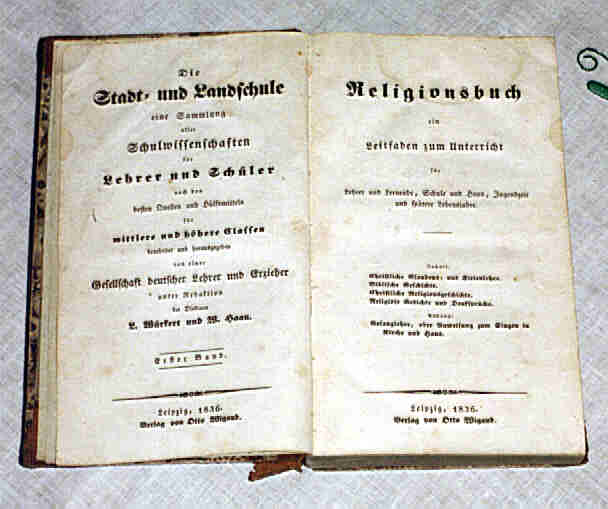 Die
Stadt- und Landschule
eine Sammlung
aller
Schulwissenschaften
für
Lehrer und Schüler
nach den
besten Quellen und Hülfsmitteln
für
mittlere und höhere Classen
bearbeitet und herausgegeben
von einer
Gesellschaft deutscher Lehrer und Erzieher
unter Redaktion
der Diakonen
L. Würkert und W. Haan.
Erster Band.
Leipzig, 1836.
Verlag von Otto Wigand.
Religionsbuch
ein
Leitfaden zum Unterricht
für
Lehrer und Lernende, Schule und Haus, Jugendzeit
und spätere Lebensjahre.
Inhalt.
Christliche Glaubens- und Sittenlehre.
Biblische Geschichte.
Christliche Religionsgeschichte.
Religiöse Gedichte und Denksprüche.
Anhang:
Gesanglehre, oder Anweisung zum Singen in
Kirche und Haus.
Leipzig, 1836.
Verlag von Otto Wigand.